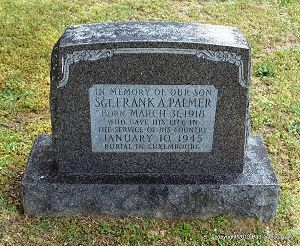 IN MEMORY OF OUR SON
SGT. FRANK A. PALMER
BORN MARCH 31, 1918
WHO GAVE HIS LIFE IN
THE SERVICE OF HIS COUNTRY
JANUARY 10, 1945
BURIAL IN LUXEMBOURG